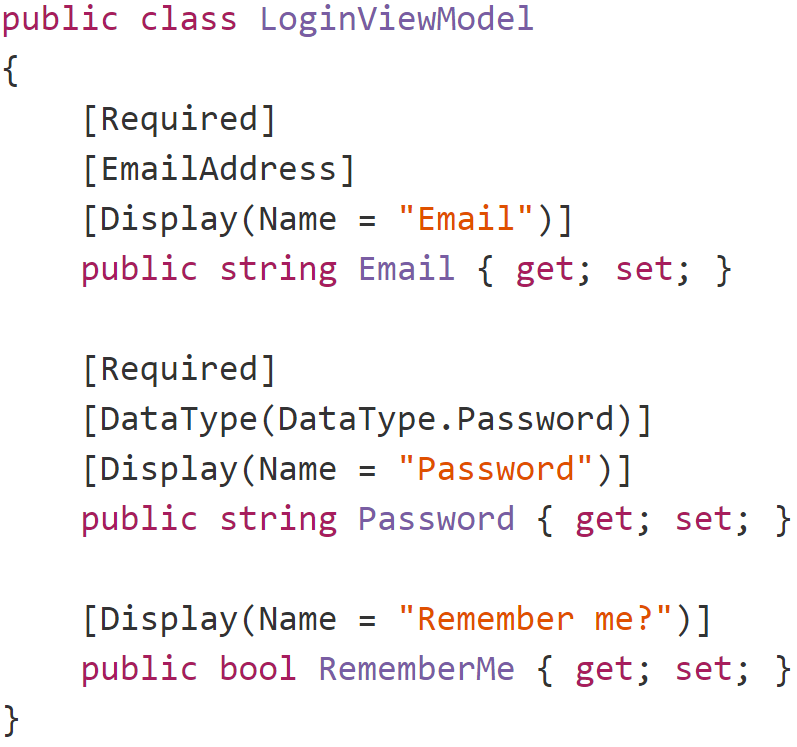 public class LoginViewModel
{
    [Required]
    [EmailAddress]
    [Display(Name = "Email")]
    public string Email { get; set; }

    [Required]
    [DataType(DataType.Password)]
    [Display(Name = "Password")]
    public string Password { get; set; }

    [Display(Name = "Remember me?")]
    public bool RememberMe { get; set; }
}